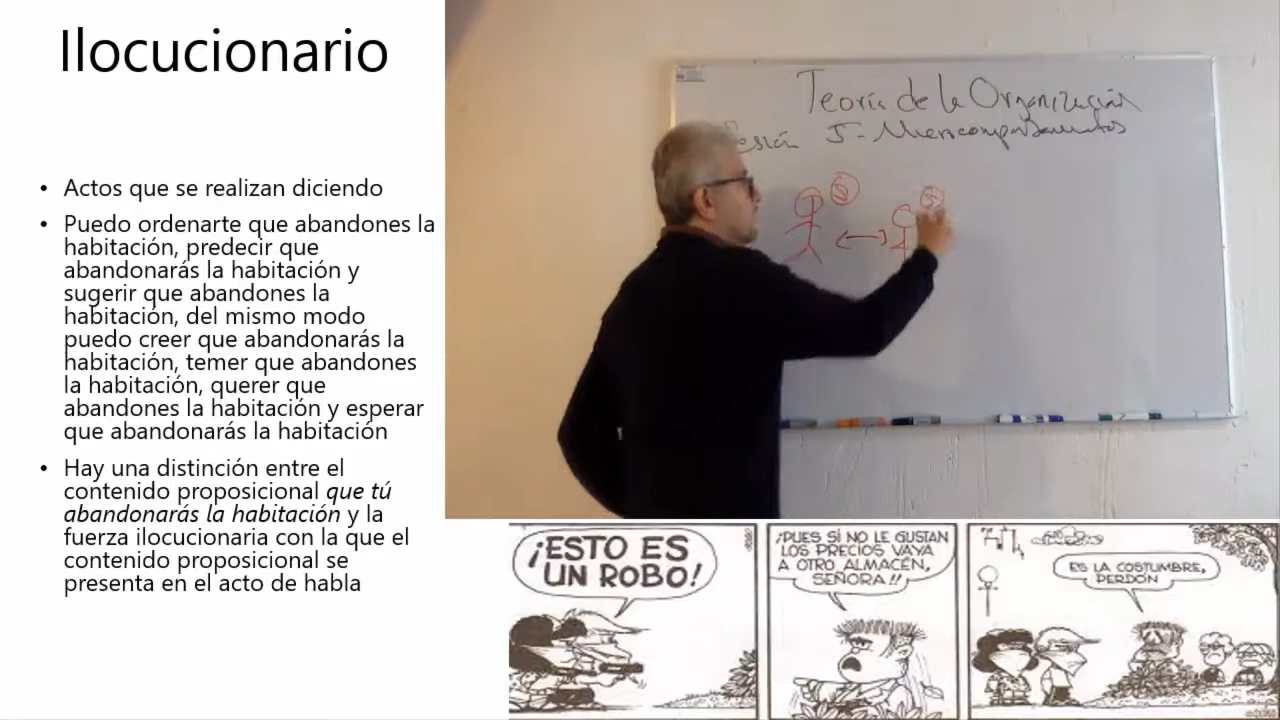 Ilocucionario
• Actos que se realizan diciendo
• Puedo ordenarte que abandones la
habitación, predecir que
abandonarás la habitación y
sugerir que abandones la
habitación, del mismo modo
puedo creer que abandonarás la
habitación, temer que abandones
la habitación, querer que
abandones la habitación y esperar
que abandonarás la habitación
• Hay una distinción entre el
contenido proposicional que tú
abandonarás la habitación y la
fuerza ilocucionaria con la que el
contenido proposicional se
presenta en el acto de habla
Teoría de la Organización
esión 5-
¡ESTO ES
UN ROBO!
¡PUES SÍ NO LE GUSTAN
LOS PRECIOS VAYA
A OTRO ALMACÉN,
SEÑORA!!
ES LA COSTUMBRE,
PERDÓN